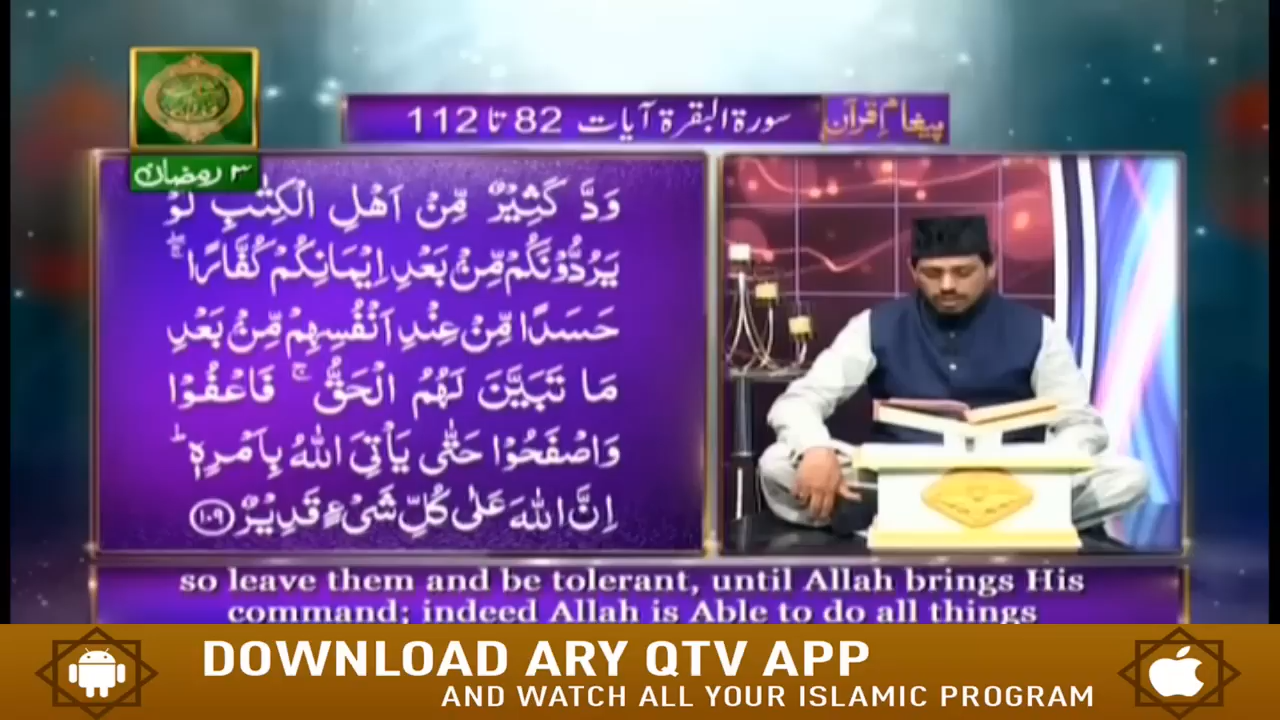 پیغام قرآن
سورۃ البقرۃ آیات 82 تا 112
۳ رمضان
وَدَّ كَثِيْرٌ مِّنْ اَهْلِ الْكِتٰبِ لَوْ
يَرُدُّوْنَكُمْ مِّنْۢ بَعْدِ اِيْمَانِكُمْ كُفَّارًا ۖۚ
حَسَدًا مِّنْ عِنْدِ اَنْفُسِهِمْ مِّنْۢ بَعْدِ
مَا تَبَيَّنَ لَهُمُ الْحَقُّ ۚ فَاعْفُوْا
وَاصْفَحُوْا حَتّٰى يَاْتِيَ اللّٰهُ بِاَمْرِهٖ ؕ
اِنَّ اللّٰهَ عَلٰى كُلِّ شَیْءٍ قَدِيْرٌ ۱۰۹
so leave them and be tolerant, until Allah brings His
command; indeed Allah is Able to do all things
DOWNLOAD ARY QTV APP
AND WATCH ALL YOUR ISLAMIC PROGRAM